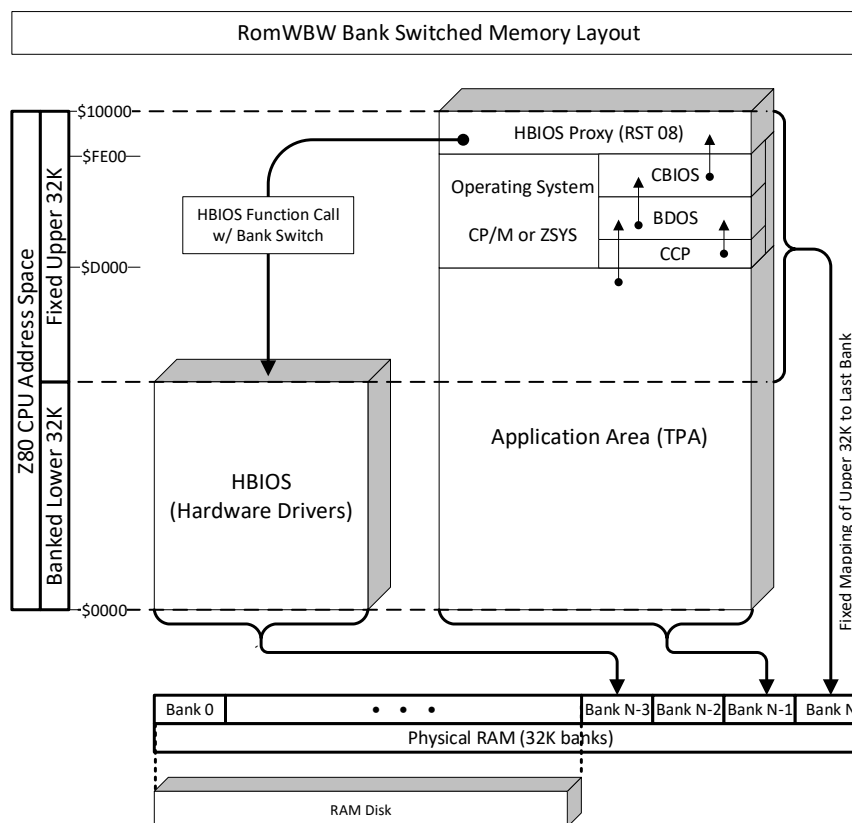 RomWBW Bank Switched Memory Layout
$10000
HBIOS Proxy (RST 08)
$FE00
CBIOS
Operating System
HBIOS Function Call
w/ Bank Switch
BDOS
CP/M or ZSYS
CCP
$D000
Z80 CPU Address Space
Fixed Upper 32K
Banked Lower 32K
Fixed Mapping of Upper 32K to Last Bank
Application Area (TPA)
HBIOS
(Hardware Drivers)
$0000
Bank 0
• • •
Bank N-3
Bank N-2
Bank N-1
Bank N
Physical RAM (32K banks)
RAM Disk